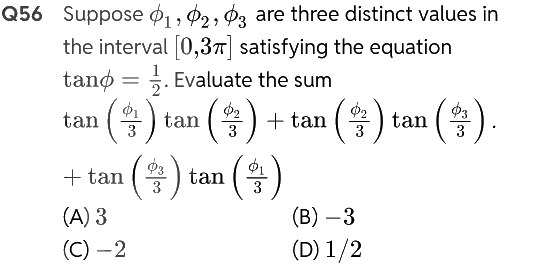 Q56 Suppose ϕ₁, ϕ₂, ϕ₃ are three distinct values in
the interval [0,3π] satisfying the equation
tanϕ = 1/2. Evaluate the sum
tan (ϕ₁/3) tan (ϕ₂/3) + tan (ϕ₂/3) tan (ϕ₃/3).
+ tan (ϕ₃/3) tan (ϕ₁/3)
(A) 3 (B) −3
(C) −2 (D) 1/2